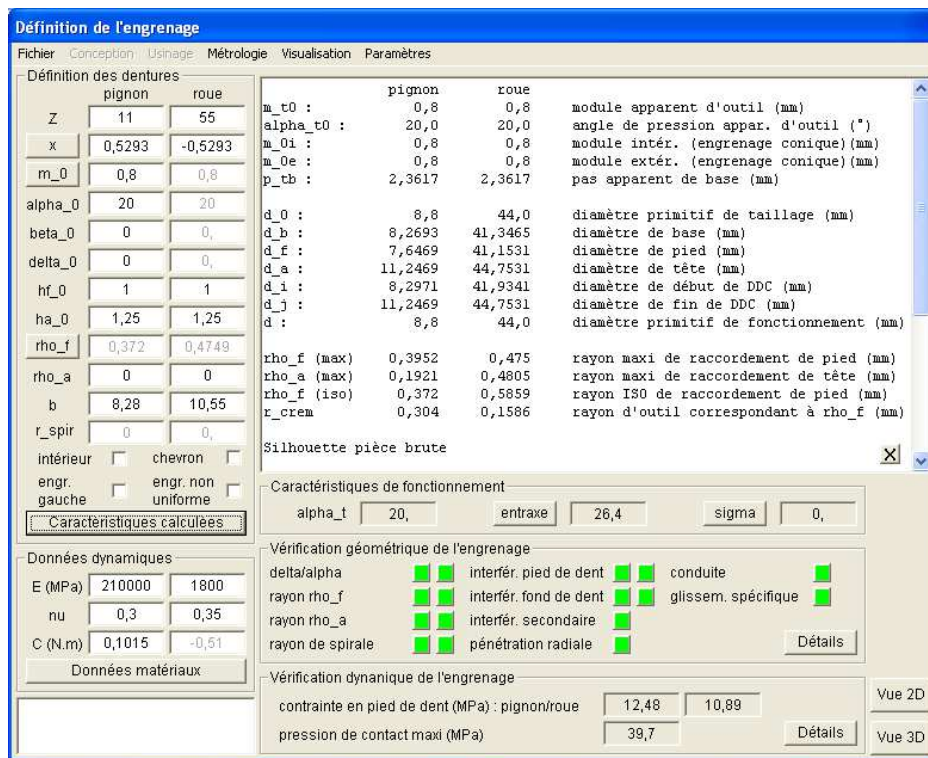 Définition de l'engrenage
Fichier Conception Usinage Métrologie Visualisation Paramètres
Définition des dentures
pignon roue
Z 11 55
x 0,5293 -0,5293
m_0 0,8 0,8
alpha_0 20 20
beta_0 0 0,
delta_0 0 0,
hf_0 1 1
ha_0 1,25 1,25
rho_f 0,372 0,4749
rho_a 0 0
b 8,28 10,55
r_spir 0 0,
intérieur chevron
engr. gauche engr. non uniforme
Caractéristiques calculées
Données dynamiques
E (MPa) 210000 1800
nu 0,3 0,35
C (N.m) 0,1015 -0,51
Données matériaux
pignon roue
m_t0 : 0,8 0,8 module apparent d'outil (mm)
alpha_t0 : 20,0 20,0 angle de pression appar. d'outil (°)
m_0i : 0,8 0,8 module intér. (engrenage conique)(mm)
m_0e : 0,8 0,8 module extér. (engrenage conique)(mm)
p_tb : 2,3617 2,3617 pas apparent de base (mm)
d_0 : 8,8 44,0 diamètre primitif de taillage (mm)
d_b : 8,2693 41,3465 diamètre de base (mm)
d_f : 7,6469 41,1531 diamètre de pied (mm)
d_a : 11,2469 44,7531 diamètre de tête (mm)
d_i : 8,2971 41,9341 diamètre de début de DDC (mm)
d_j : 11,2469 44,7531 diamètre de fin de DDC (mm)
d : 8,8 44,0 diamètre primitif de fonctionnement (mm)
rho_f (max) 0,3952 0,475 rayon maxi de raccordement de pied (mm)
rho_a (max) 0,1921 0,4805 rayon maxi de raccordement de tête (mm)
rho_f (iso) 0,372 0,5859 rayon ISO de raccordement de pied (mm)
r_crem 0,304 0,1586 rayon d'outil correspondant à rho_f (mm)
Silhouette pièce brute
X
Caractéristiques de fonctionnement
alpha_t 20, entraxe 26,4 sigma 0,
Vérification géométrique de l'engrenage
delta/alpha interfér. pied de dent conduite
rayon rho_f interfér. fond de dent glissem. spécifique
rayon rho_a interfér. secondaire
rayon de spirale pénétration radiale Détails
Vérification dynamique de l'engrenage
contrainte en pied de dent (MPa) : pignon/roue 12,48 10,89
pression de contact maxi (MPa) 39,7 Détails
Vue 2D
Vue 3D